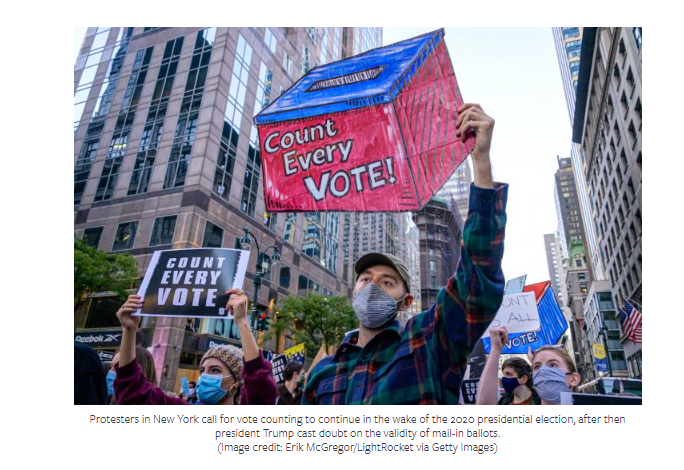 Count
Every
VOTE!
COUNT
EVERY
VOTE
Reebok
VOTE
Protesters in New York call for vote counting to continue in the wake of the 2020 presidential election, after then
president Trump cast doubt on the validity of mail-in ballots.
(Image credit: Erik McGregor/LightRocket via Getty Images)